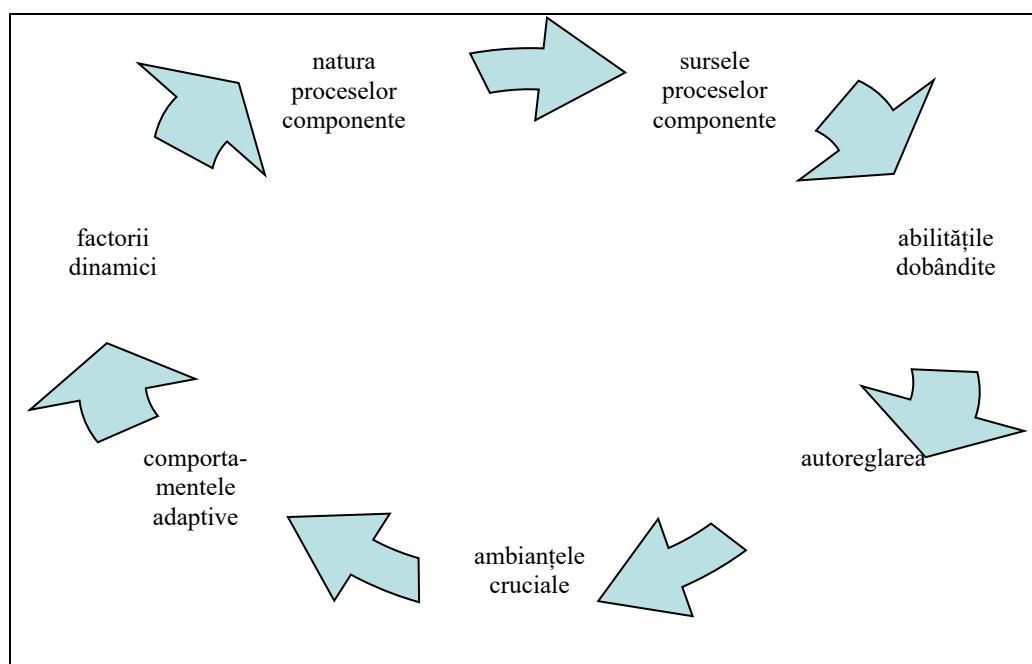 natura
proceselor
componente
sursele
proceselor
componente
abilitățile
dobândite
autoreglarea
ambianțele
cruciale
comporta-
mentele
adaptive
factorii
dinamici